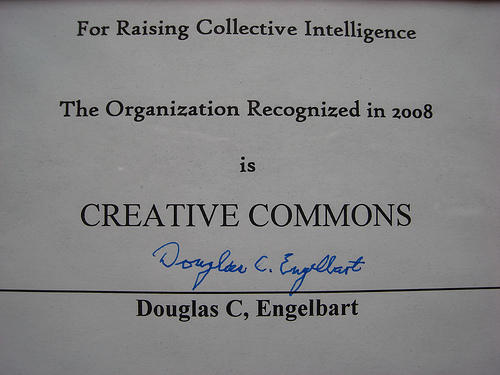 For Raising Collective Intelligence
The Organization Recognized in 2008
is
CREATIVE COMMONS
Douglas C. Engelbart
Douglas C, Engelbart